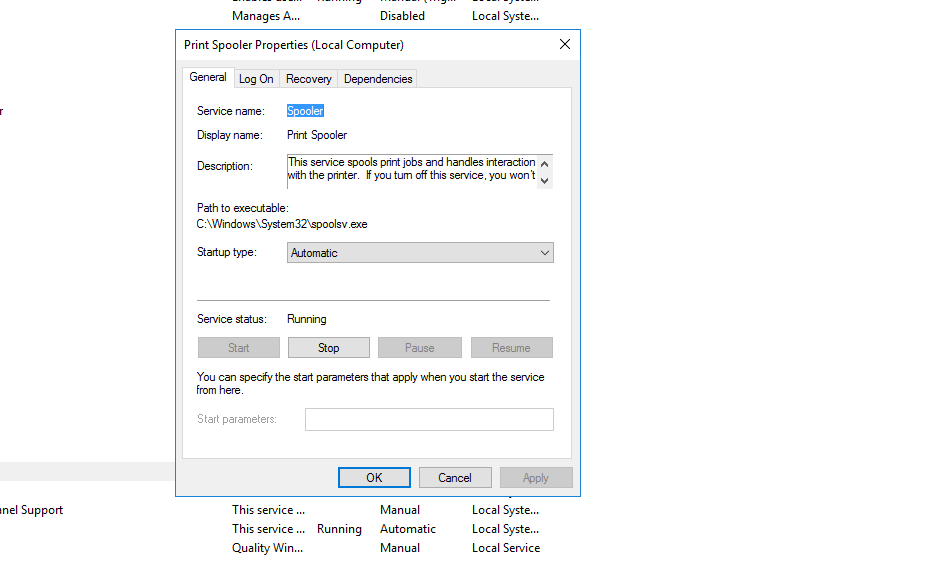 Manages A... Disabled Local Syste...
Print Spooler Properties (Local Computer)
General Log On Recovery Dependencies
Service name: Spooler
Display name: Print Spooler
Description: This service spools print jobs and handles interaction
with the printer. If you turn off this service, you won't
Path to executable:
C:\Windows\System32\spoolsv.exe
Startup type: Automatic
Service status: Running
Start Stop Pause Resume
You can specify the start parameters that apply when you start the service
from here.
Start parameters:
OK Cancel Apply
nel Support This service ... Manual Local Syste...
This service ... Running Automatic Local Syste...
Quality Win... Manual Local Service